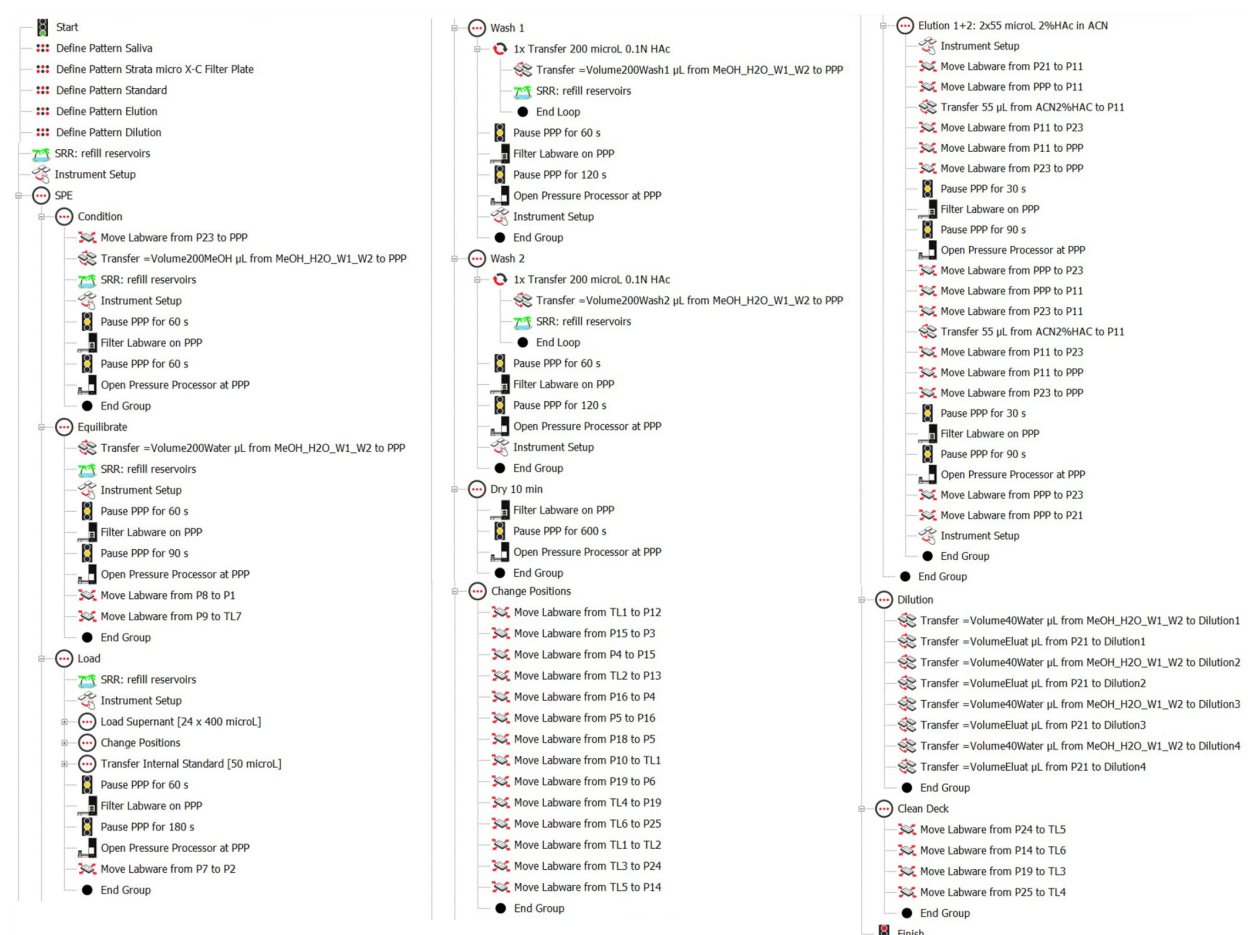 Start
Define Pattern Saliva
Define Pattern Strata micro X-C Filter Plate
Define Pattern Standard
Define Pattern Elution
Define Pattern Dilution
SRR: refill reservoirs
Instrument Setup
SPE
Condition
Move Labware from P23 to PPP
Transfer =Volume200MeOH µL from MeOH_H2O_W1_W2 to PPP
SRR: refill reservoirs
Instrument Setup
Pause PPP for 60 s
Filter Labware on PPP
Pause PPP for 60 s
Open Pressure Processor at PPP
End Group
Equilibrate
Transfer =Volume200Water µL from MeOH_H2O_W1_W2 to PPP
SRR: refill reservoirs
Instrument Setup
Pause PPP for 60 s
Filter Labware on PPP
Pause PPP for 90 s
Open Pressure Processor at PPP
Move Labware from P8 to P1
Move Labware from P9 to TL7
End Group
Load
SRR: refill reservoirs
Instrument Setup
Load Supernant [24 x 400 microL]
Change Positions
Transfer Internal Standard [50 microL]
Pause PPP for 60 s
Filter Labware on PPP
Pause PPP for 180 s
Open Pressure Processor at PPP
Move Labware from P7 to P2
End Group
Wash 1
1x Transfer 200 microL 0.1N HAc
Transfer =Volume200Wash1 µL from MeOH_H2O_W1_W2 to PPP
SRR: refill reservoirs
End Loop
Pause PPP for 60 s
Filter Labware on PPP
Pause PPP for 120 s
Open Pressure Processor at PPP
Instrument Setup
End Group
Wash 2
1x Transfer 200 microL 0.1N HAc
Transfer =Volume200Wash2 µL from MeOH_H2O_W1_W2 to PPP
SRR: refill reservoirs
End Loop
Pause PPP for 60 s
Filter Labware on PPP
Pause PPP for 120 s
Open Pressure Processor at PPP
Instrument Setup
End Group
Dry 10 min
Filter Labware on PPP
Pause PPP for 600 s
Open Pressure Processor at PPP
End Group
Change Positions
Move Labware from TL1 to P12
Move Labware from P15 to P3
Move Labware from P4 to P15
Move Labware from TL2 to P13
Move Labware from P16 to P4
Move Labware from P5 to P16
Move Labware from P18 to P5
Move Labware from P10 to TL1
Move Labware from P19 to P6
Move Labware from TL4 to P19
Move Labware from TL6 to P25
Move Labware from TL1 to TL2
Move Labware from TL3 to P24
Move Labware from TL5 to P14
End Group
Elution 1+2: 2x55 microL 2%HAc in ACN
Instrument Setup
Move Labware from P21 to P11
Move Labware from PPP to P11
Transfer 55 µL from ACN2%HAC to P11
Move Labware from P11 to P23
Move Labware from P11 to PPP
Move Labware from P23 to PPP
Pause PPP for 30 s
Filter Labware on PPP
Pause PPP for 90 s
Open Pressure Processor at PPP
Move Labware from PPP to P23
Move Labware from PPP to P11
Move Labware from P23 to P11
Transfer 55 µL from ACN2%HAC to P11
Move Labware from P11 to P23
Move Labware from P11 to PPP
Move Labware from P23 to PPP
Pause PPP for 30 s
Filter Labware on PPP
Pause PPP for 90 s
Open Pressure Processor at PPP
Move Labware from PPP to P23
Move Labware from PPP to P21
Instrument Setup
End Group
End Group
Dilution
Transfer =Volume40Water µL from MeOH_H2O_W1_W2 to Dilution1
Transfer =VolumeEluat µL from P21 to Dilution1
Transfer =Volume40Water µL from MeOH_H2O_W1_W2 to Dilution2
Transfer =VolumeEluat µL from P21 to Dilution2
Transfer =Volume40Water µL from MeOH_H2O_W1_W2 to Dilution3
Transfer =VolumeEluat µL from P21 to Dilution3
Transfer =Volume40Water µL from MeOH_H2O_W1_W2 to Dilution4
Transfer =VolumeEluat µL from P21 to Dilution4
End Group
Clean Deck
Move Labware from P24 to TL5
Move Labware from P14 to TL6
Move Labware from P19 to TL3
Move Labware from P25 to TL4
End Group
Finish